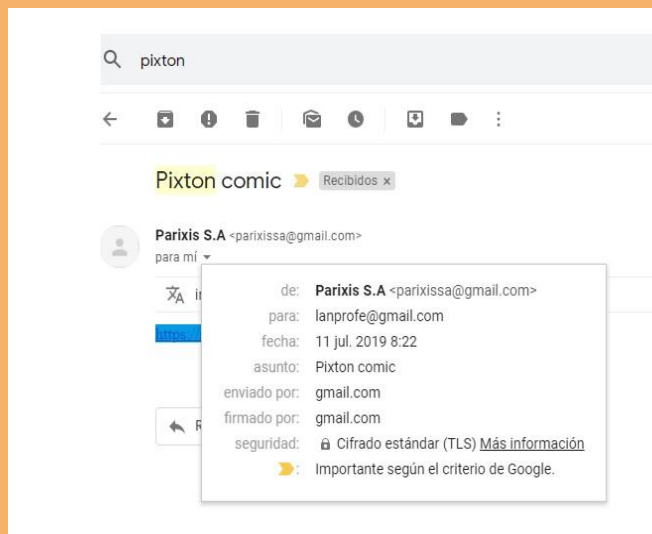 pixton
Pixton comic Recibidos x
Parixis S.A <parixissa@gmail.com>
para mí
de: Parixis S.A <parixissa@gmail.com>
para: lanprofe@gmail.com
fecha: 11 jul. 2019 8:22
asunto: Pixton comic
https:/
enviado por: gmail.com
firmado por: gmail.com
seguridad: Cifrado estándar (TLS) Más información
: Importante según el criterio de Google.